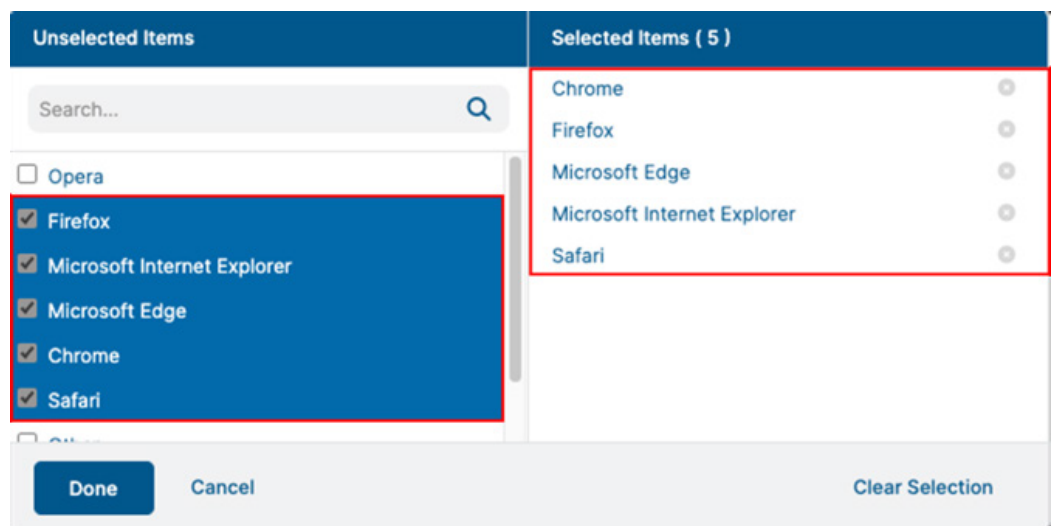 Unselected Items
Search...
Opera
Firefox
Microsoft Internet Explorer
Microsoft Edge
Chrome
Safari
Selected Items ( 5 )
Chrome
Firefox
Microsoft Edge
Microsoft Internet Explorer
Safari
Done
Cancel
Clear Selection